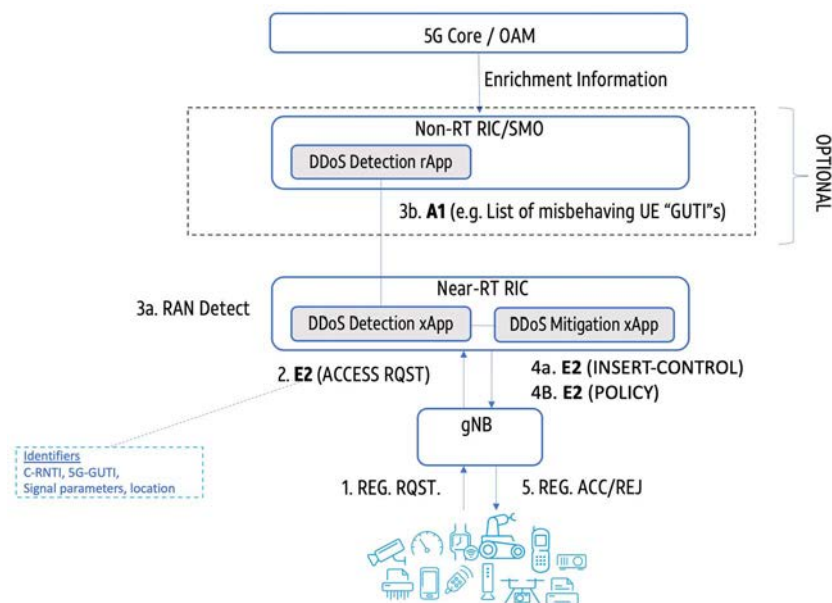 5G Core / OAM
Enrichment Information
Non-RT RIC/SMO
DDoS Detection rApp
3b. A1 (e.g. List of misbehaving UE “GUTI”s)
OPTIONAL
Near-RT RIC
3a. RAN Detect
DDoS Detection xApp
DDoS Mitigation xApp
2. E2 (ACCESS RQST)
4a. E2 (INSERT-CONTROL)
4B. E2 (POLICY)
gNB
Identifiers
C-RNTI, 5G-GUTI,
Signal parameters, location
1. REG. RQST.
5. REG. ACC/REJ